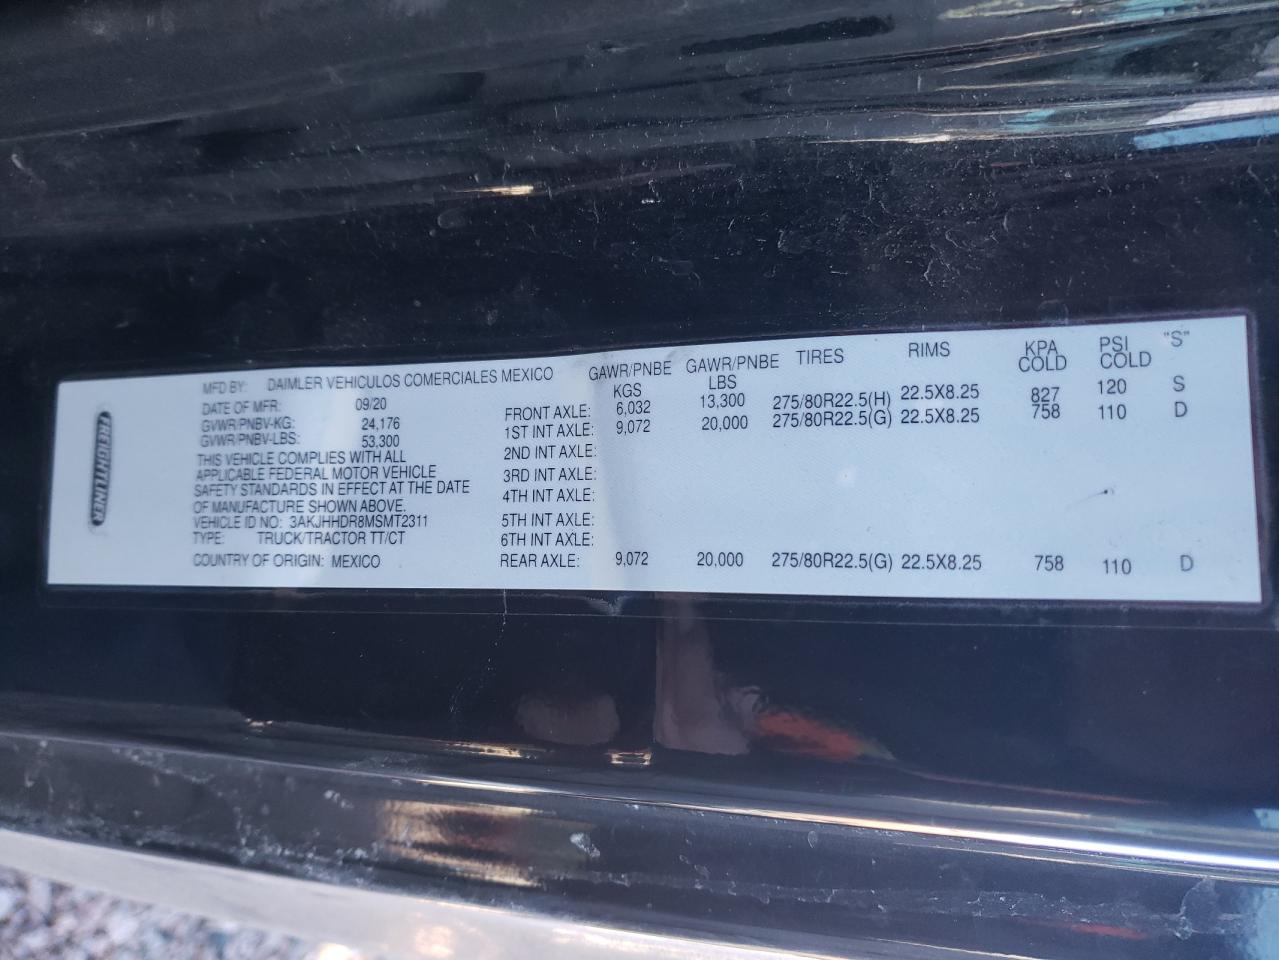 FREIGHTLINER
MFD BY: DAIMLER VEHICULOS COMERCIALES MEXICO
DATE OF MFR: 09/20
GVWR/PNBV-KG: 24,176
GVWR/PNBV-LBS: 53,300
THIS VEHICLE COMPLIES WITH ALL
APPLICABLE FEDERAL MOTOR VEHICLE
SAFETY STANDARDS IN EFFECT AT THE DATE
OF MANUFACTURE SHOWN ABOVE.
VEHICLE ID NO: 3AKJHHDR8MSMT2311
TYPE: TRUCK/TRACTOR TT/CT
COUNTRY OF ORIGIN: MEXICO
GAWR/PNBE GAWR/PNBE TIRES RIMS KPA PSI "S"
KGS LBS COLD COLD
FRONT AXLE: 6,032 13,300 275/80R22.5(H) 22.5X8.25 827 120 S
1ST INT AXLE: 9,072 20,000 275/80R22.5(G) 22.5X8.25 758 110 D
2ND INT AXLE:
3RD INT AXLE:
4TH INT AXLE:
5TH INT AXLE:
6TH INT AXLE:
REAR AXLE: 9,072 20,000 275/80R22.5(G) 22.5X8.25 758 110 D